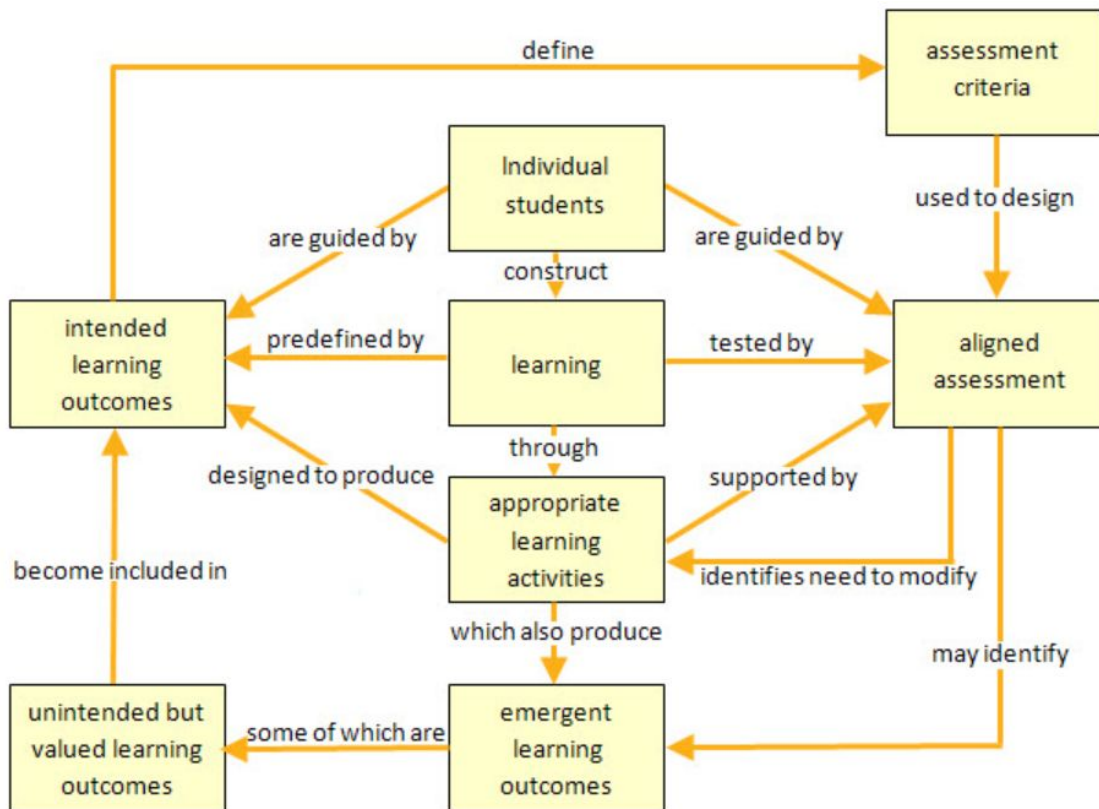 define
assessment
criteria
Individual
students
used to design
are guided by
are guided by
construct
intended
learning
outcomes
predefined by
learning
tested by
aligned
assessment
through
designed to produce
supported by
appropriate
learning
activities
become included in
identifies need to modify
which also produce
may identify
unintended but
valued learning
outcomes
some of which are
emergent
learning
outcomes